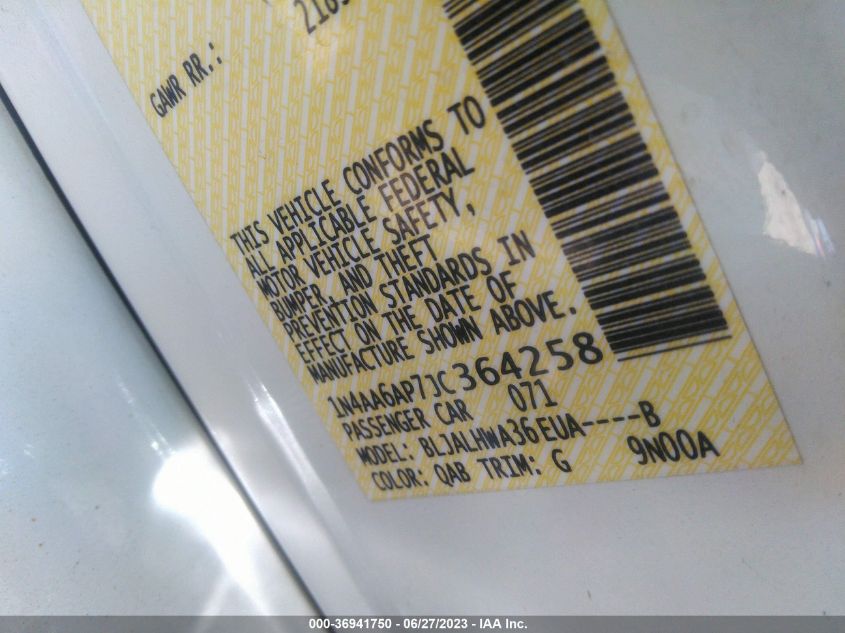 GAWR RR.:
THIS VEHICLE CONFORMS TO
ALL APPLICABLE FEDERAL
MOTOR VEHICLE SAFETY,
BUMPER, AND THEFT
PREVENTION STANDARDS IN
EFFECT ON THE DATE OF
MANUFACTURE SHOWN ABOVE.
1N4AA6AP7JC364258
PASSENGER CAR 071
MODEL: BLJALHWA36EUA----B
COLOR: QAB TRIM: G 9N00A
000-36941750 - 06/27/2023 - IAA Inc.